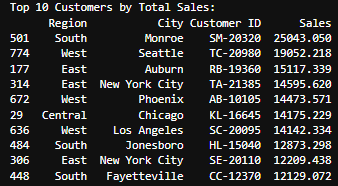 Top 10 Customers by Total Sales:
Region City Customer ID Sales
501 South Monroe SM-20320 25043.050
774 West Seattle TC-20980 19052.218
177 East Auburn RB-19360 15117.339
314 East New York City TA-21385 14595.620
672 West Phoenix AB-10105 14473.571
29 Central Chicago KL-16645 14175.229
636 West Los Angeles SC-20095 14142.334
484 South Jonesboro HL-15040 12873.298
306 East New York City SE-20110 12209.438
448 South Fayetteville CC-12370 12129.072